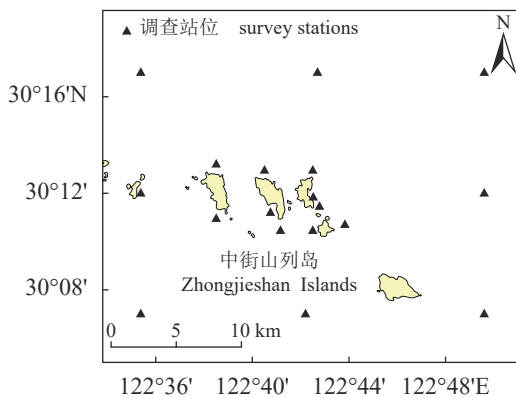 ▲ 调查站位 survey stations
N
30°16'N
30°12'
30°08'
中街山列岛
Zhongjieshan Islands
0 5 10 km
122°36' 122°40' 122°44' 122°48'E